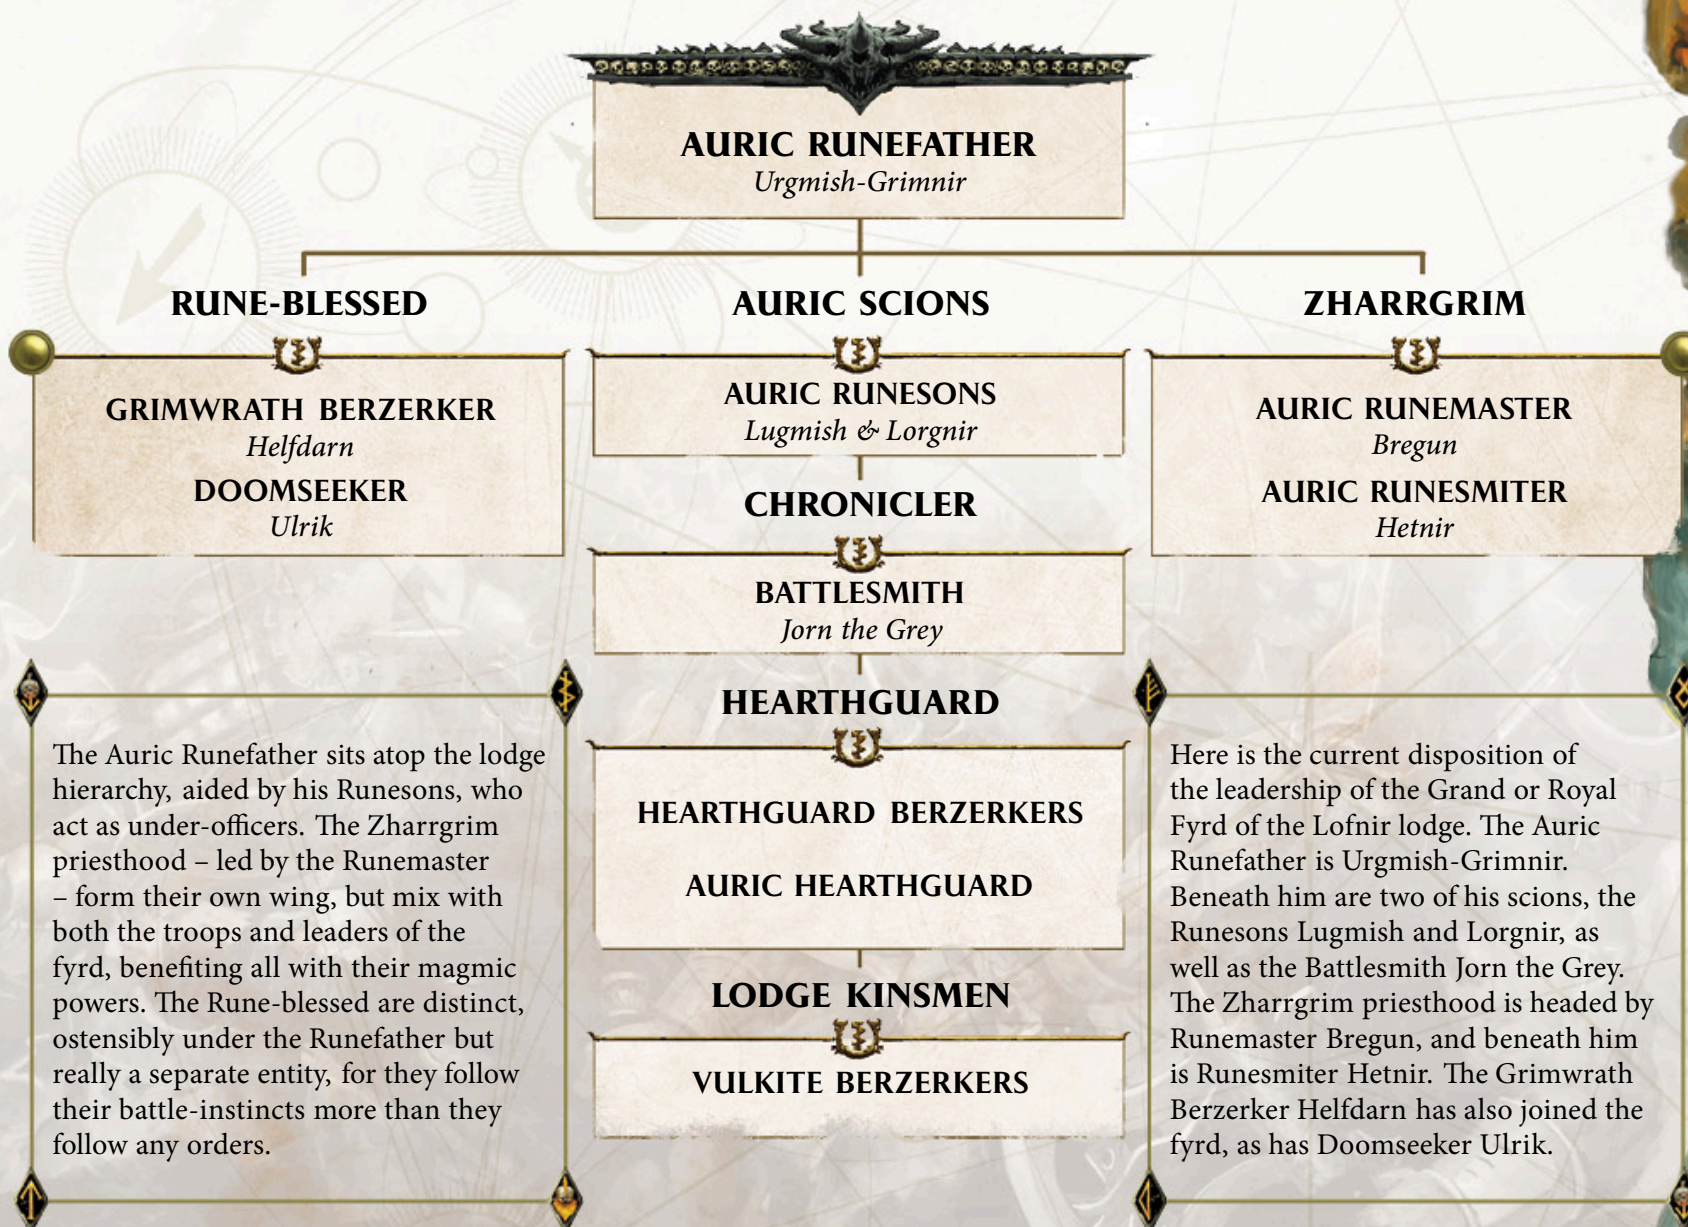 AURIC RUNEFATHER
Urgmish-Grimnir
RUNE-BLESSED
GRIMWRATH BERZERKER
Helfdarn
DOOMSEEKER
Ulrik
AURIC SCIONS
AURIC RUNESONS
Lugmish & Lorgnir
CHRONICLER
BATTLESMITH
Jorn the Grey
HEARTHGUARD
HEARTHGUARD BERZERKERS
AURIC HEARTHGUARD
LODGE KINSMEN
VULKITE BERZERKERS
ZHARRGRIM
AURIC RUNEMASTER
Bregun
AURIC RUNESMITER
Hetnir
The Auric Runefather sits atop the lodge
hierarchy, aided by his Runesons, who
act as under-officers. The Zharrgrim
priesthood – led by the Runemaster
– form their own wing, but mix with
both the troops and leaders of the
fyrd, benefiting all with their magmic
powers. The Rune-blessed are distinct,
ostensibly under the Runefather but
really a separate entity, for they follow
their battle-instincts more than they
follow any orders.
Here is the current disposition of
the leadership of the Grand or Royal
Fyrd of the Lofnir lodge. The Auric
Runefather is Urgmish-Grimnir.
Beneath him are two of his scions, the
Runesons Lugmish and Lorgnir, as
well as the Battlesmith Jorn the Grey.
The Zharrgrim priesthood is headed by
Runemaster Bregun, and beneath him
is Runesmiter Hetnir. The Grimwrath
Berzerker Helfdarn has also joined the
fyrd, as has Doomseeker Ulrik.